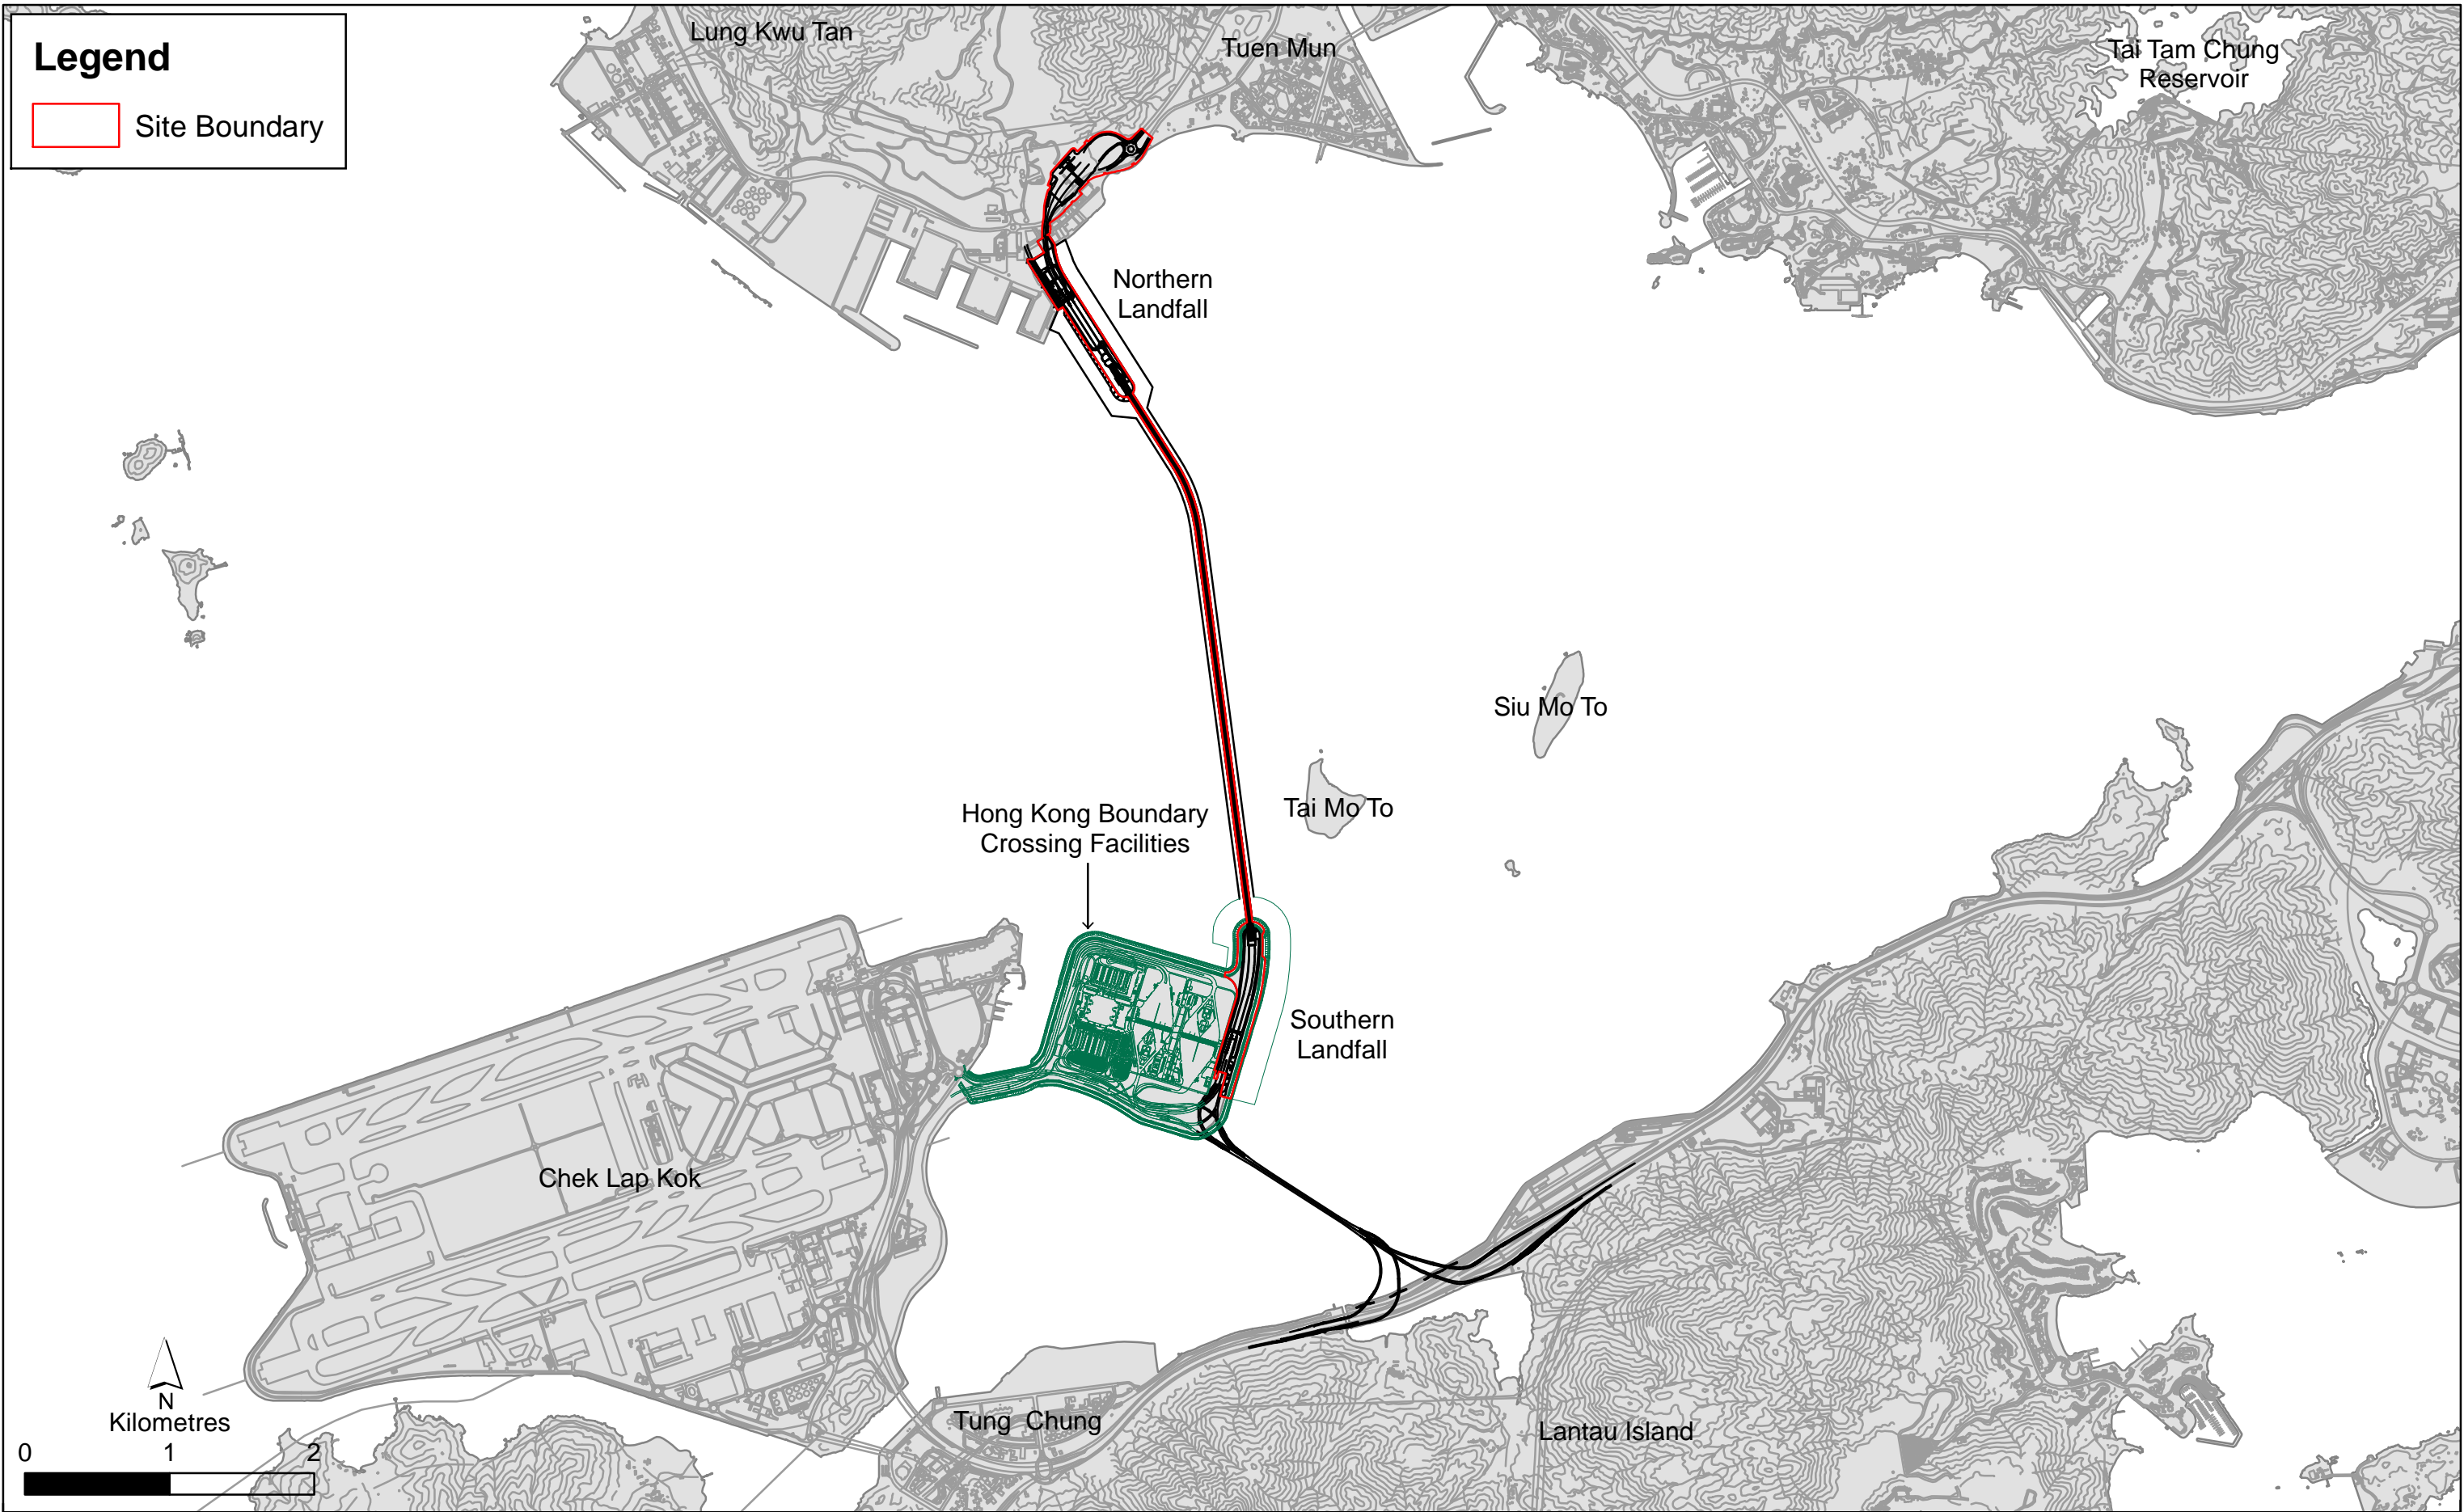 Legend
Site Boundary
Lung Kwu Tan
Tuen Mun
Tai Tam Chung
Reservoir
Northern
Landfall
Siu Mo To
Tai Mo To
Hong Kong Boundary
Crossing Facilities
Southern
Landfall
Chek Lap Kok
Tung Chung
Lantau Island
N
Kilometres
0 1 2